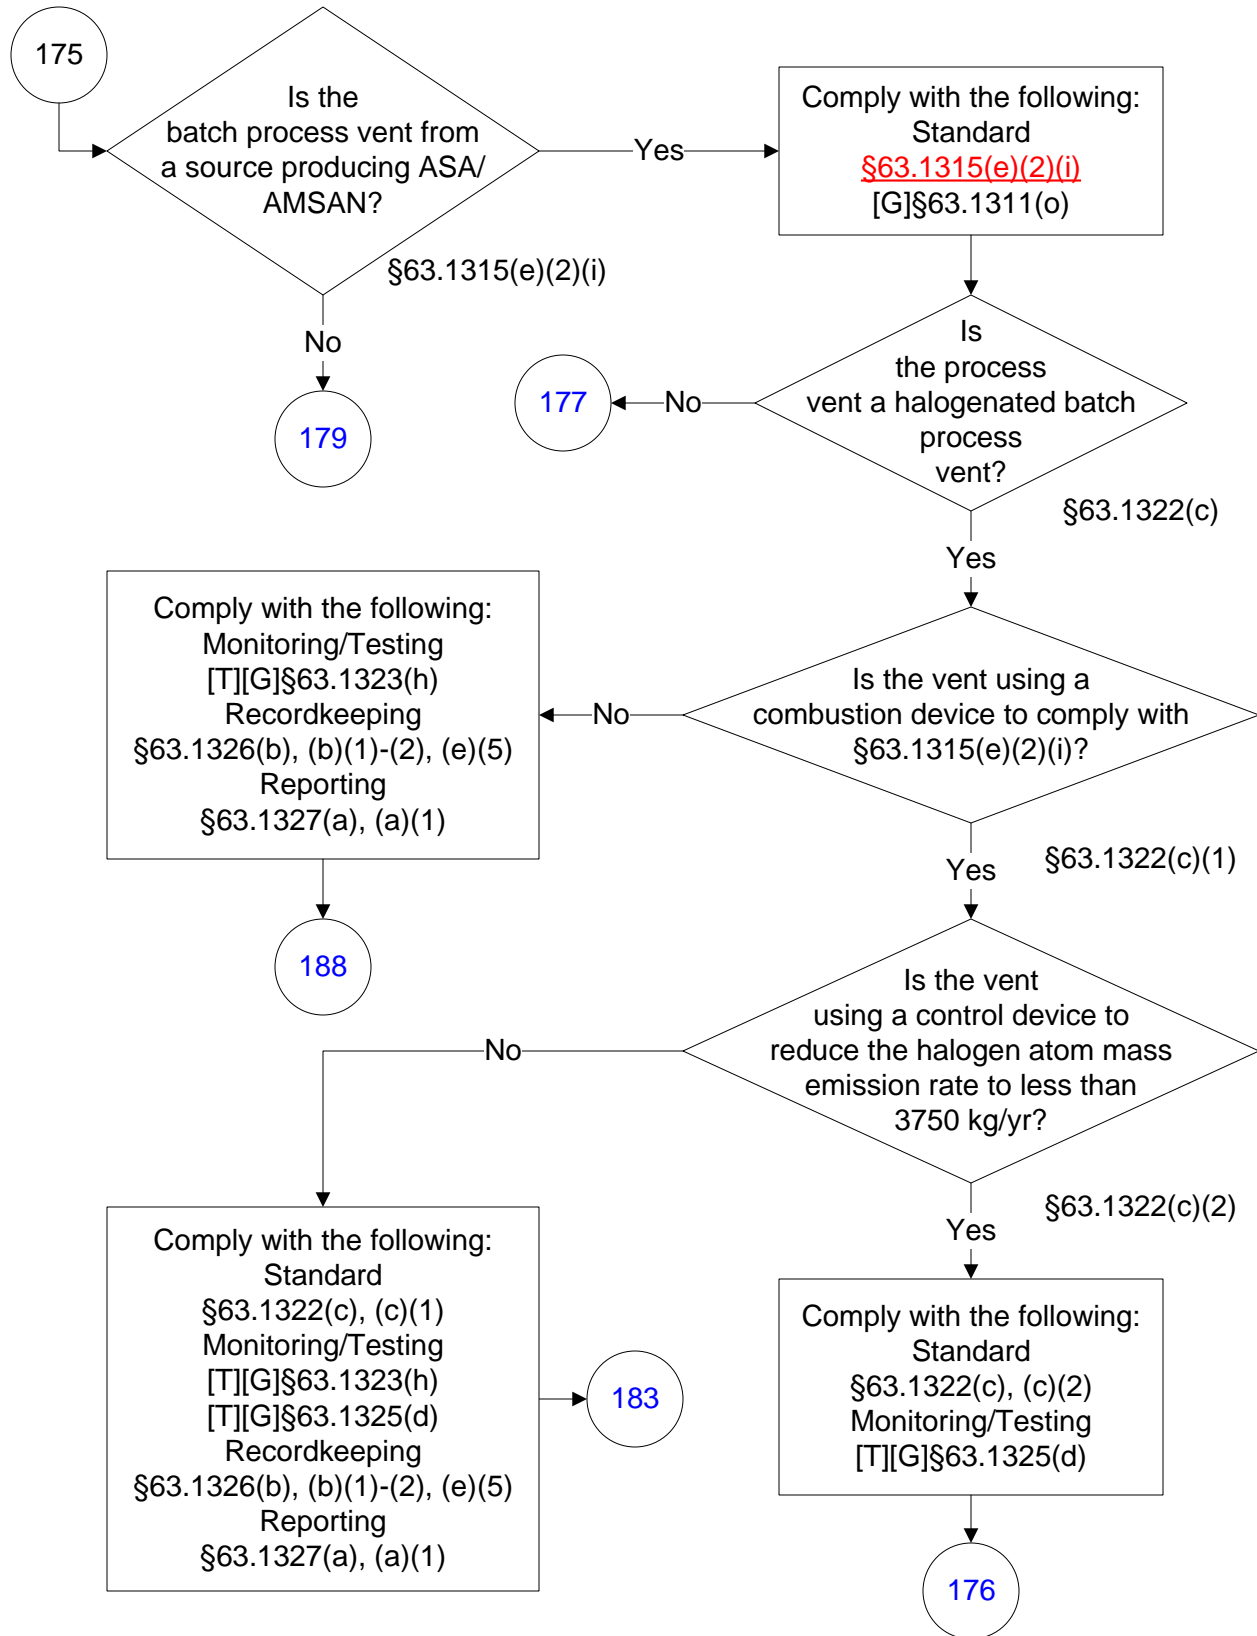 175
Is the
batch process vent from
a source producing ASA/
AMSAN?
§63.1315(e)(2)(i)
Yes
No
179
Comply with the following:
Standard
§63.1315(e)(2)(i)
[G]§63.1311(o)
Is
the process
vent a halogenated batch
process
vent?
§63.1322(c)
No
177
Yes
Is the vent using a
combustion device to comply with
§63.1315(e)(2)(i)?
§63.1322(c)(1)
No
Comply with the following:
Monitoring/Testing
[T][G]§63.1323(h)
Recordkeeping
§63.1326(b), (b)(1)-(2), (e)(5)
Reporting
§63.1327(a), (a)(1)
188
Yes
Is the vent
using a control device to
reduce the halogen atom mass
emission rate to less than
3750 kg/yr?
§63.1322(c)(2)
No
Comply with the following:
Standard
§63.1322(c), (c)(1)
Monitoring/Testing
[T][G]§63.1323(h)
[T][G]§63.1325(d)
Recordkeeping
§63.1326(b), (b)(1)-(2), (e)(5)
Reporting
§63.1327(a), (a)(1)
183
Yes
Comply with the following:
Standard
§63.1322(c), (c)(2)
Monitoring/Testing
[T][G]§63.1325(d)
176